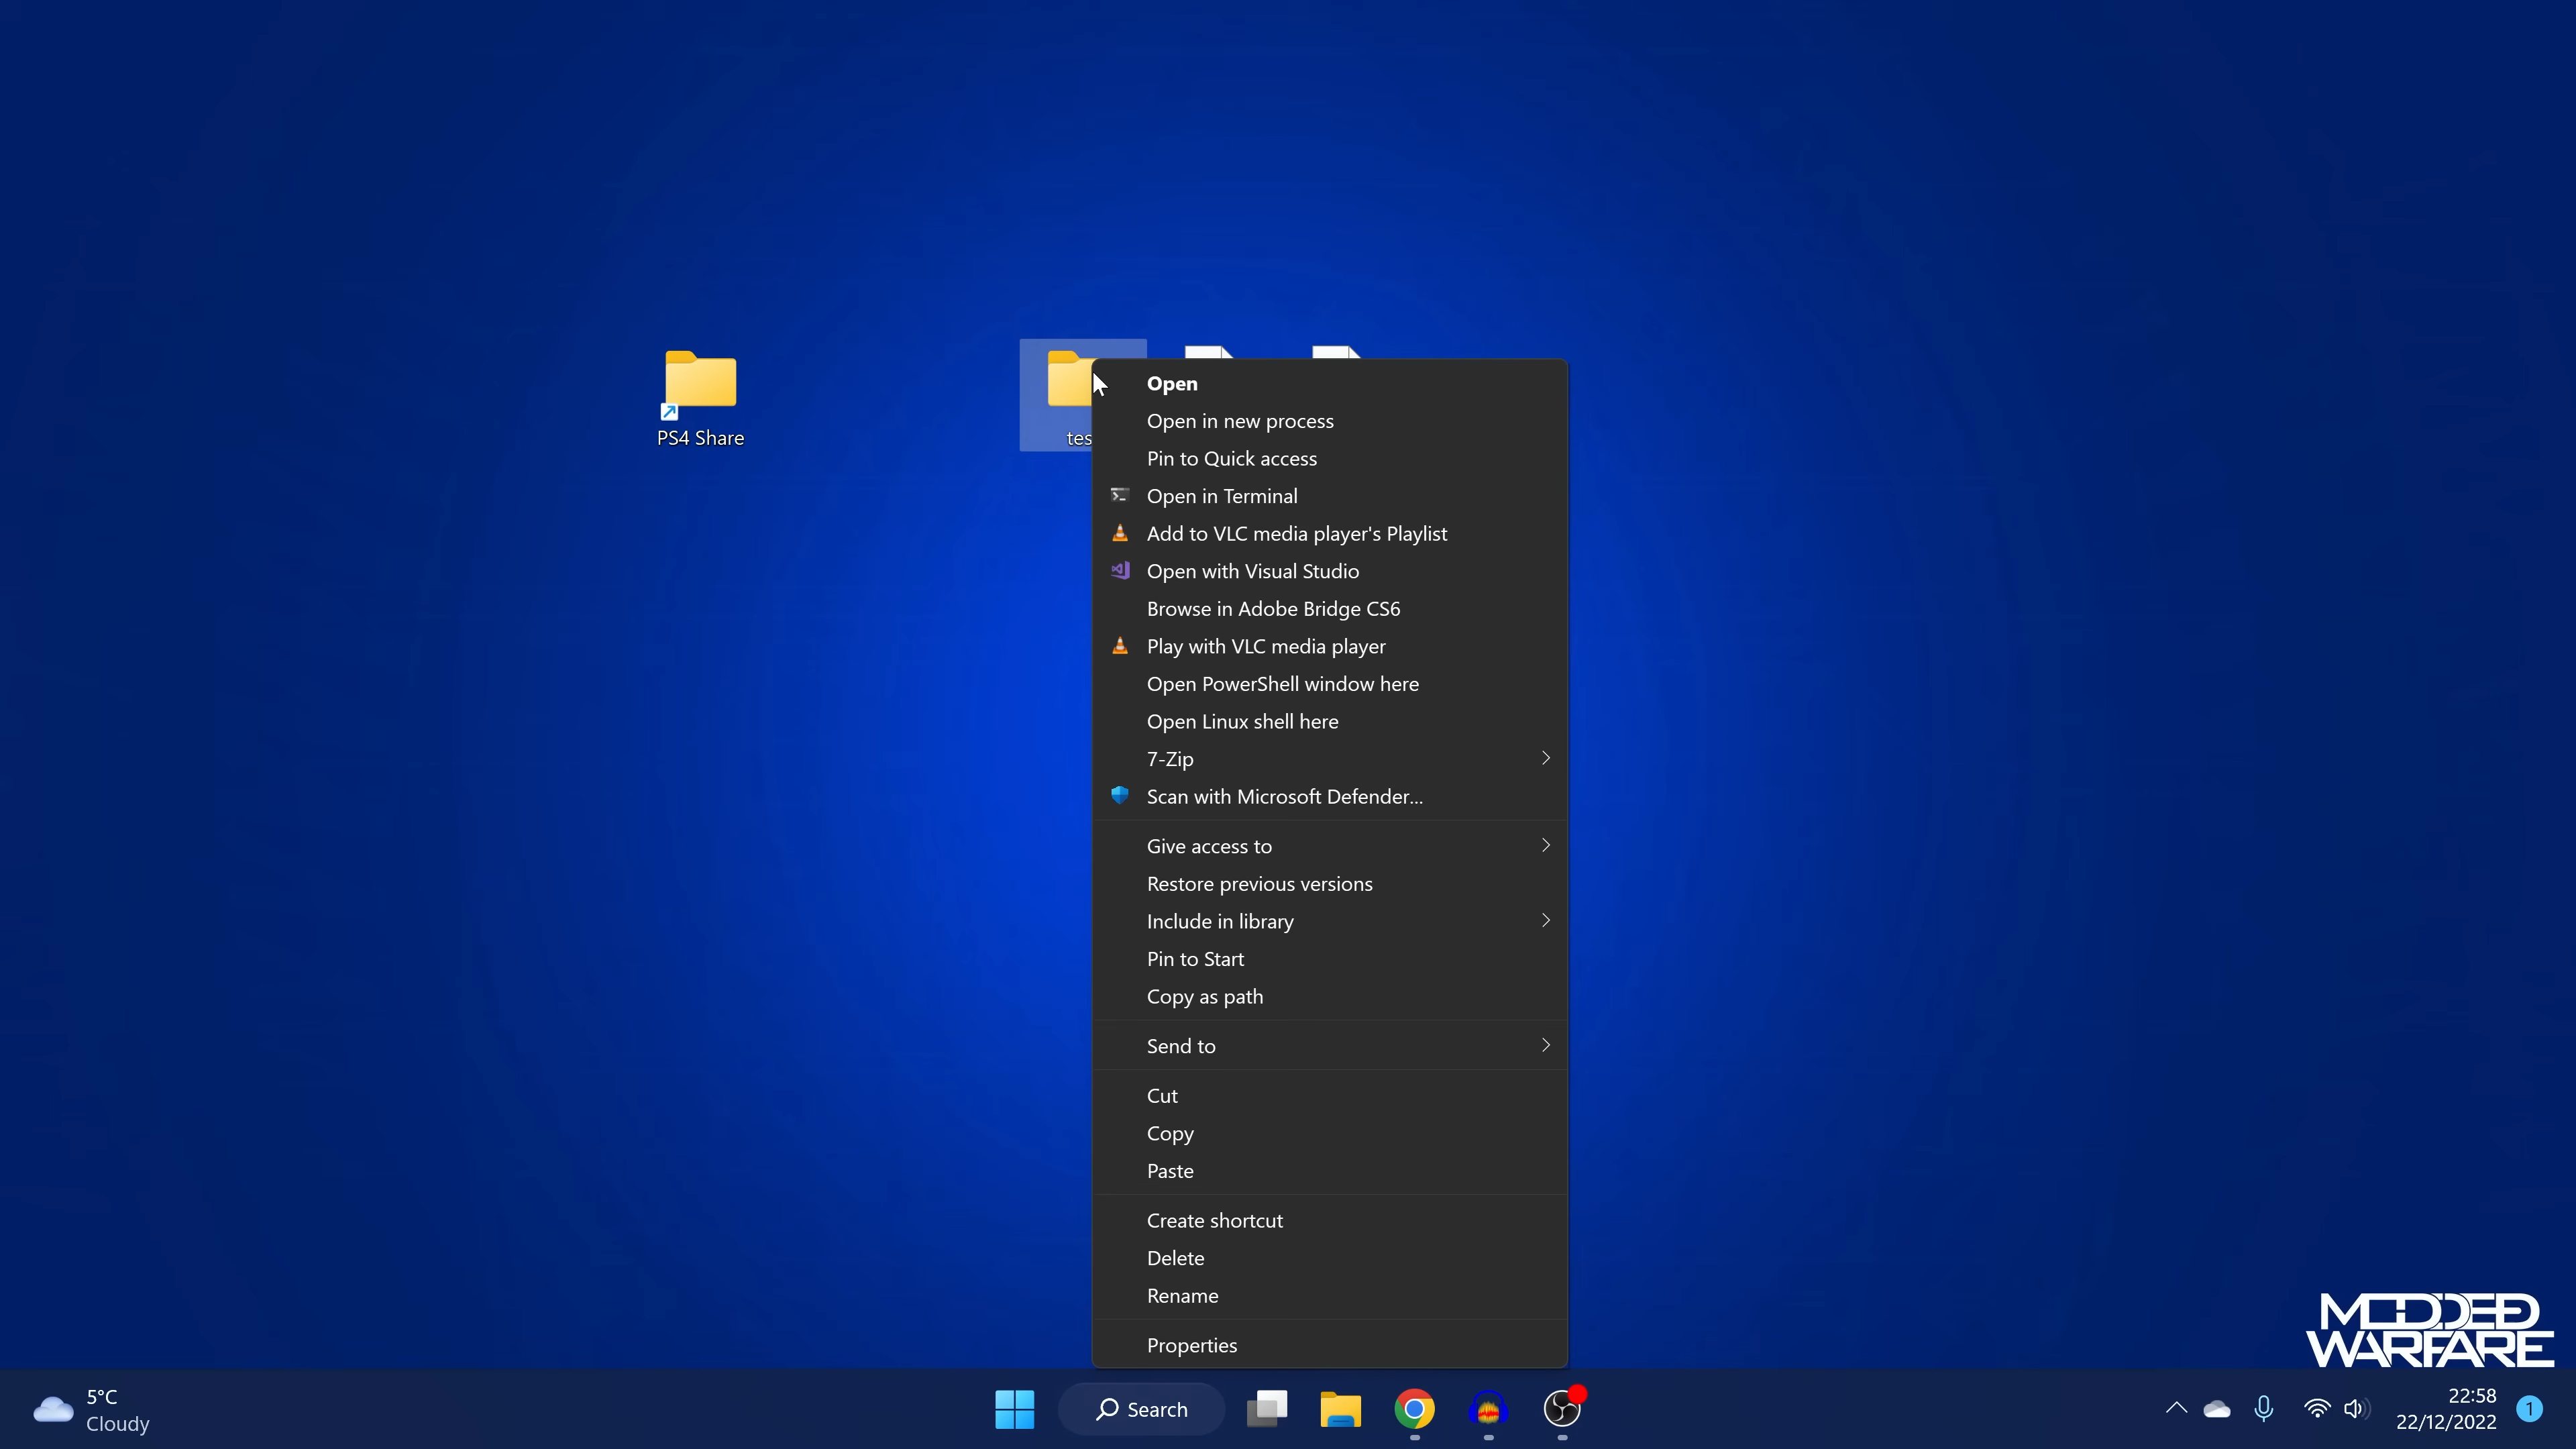 PS4 Share
tes
Open
Open in new process
Pin to Quick access
Open in Terminal
Add to VLC media player's Playlist
Open with Visual Studio
Browse in Adobe Bridge CS6
Play with VLC media player
Open PowerShell window here
Open Linux shell here
7-Zip
Scan with Microsoft Defender...
Give access to
Restore previous versions
Include in library
Pin to Start
Copy as path
Send to
Cut
Copy
Paste
Create shortcut
Delete
Rename
Properties
MODDED
WARFARE
5°C
Cloudy
Search
22:58
22/12/2022
1